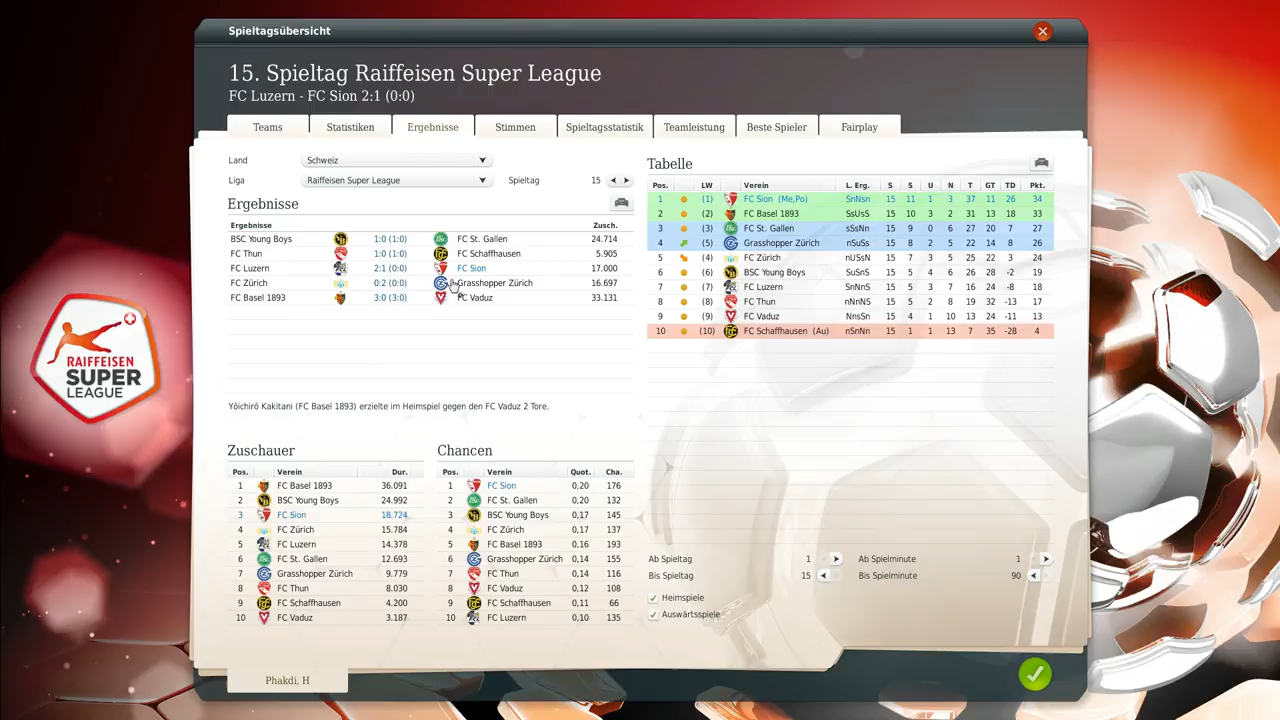 Spieltagsübersicht
15. Spieltag Raiffeisen Super League
FC Luzern - FC Sion 2:1 (0:0)
Teams Statistiken Ergebnisse Stimmen Spieltagsstatistik Teamleistung Beste Spieler Fairplay
Land Schweiz
Liga Raiffeisen Super League Spieltag 15
Ergebnisse
Ergebnisse Zusch.
BSC Young Boys 1:0 (1:0) FC St. Gallen 24.714
FC Thun 1:0 (1:0) FC Schaffhausen 5.905
FC Luzern 2:1 (0:0) FC Sion 17.000
FC Zürich 0:2 (0:0) Grasshopper Zürich 16.697
FC Basel 1893 3:0 (3:0) FC Vaduz 33.131
Yōichirō Kakitani (FC Basel 1893) erzielte im Heimspiel gegen den FC Vaduz 2 Tore.
Tabelle
Pos. LW Verein L. Erg. S S U N T GT TD Pkt.
1 (1) FC Sion (Me,Po) SnNsn 15 11 1 3 37 11 26 34
2 (2) FC Basel 1893 SsUsS 15 10 3 2 31 13 18 33
3 (3) FC St. Gallen sSsNn 15 9 0 6 27 20 7 27
4 (5) Grasshopper Zürich nSuSs 15 8 2 5 22 14 8 26
5 (4) FC Zürich nUSsN 15 7 3 5 25 22 3 24
6 (6) BSC Young Boys SuSnS 15 5 4 6 26 28 -2 19
7 (7) FC Luzern SnNnS 15 5 3 7 16 24 -8 18
8 (8) FC Thun nNnNS 15 5 2 8 19 32 -13 17
9 (9) FC Vaduz NnsSn 15 4 1 10 13 24 -11 13
10 (10) FC Schaffhausen (Au) nSnNn 15 1 1 13 7 35 -28 4
Zuschauer
Pos. Verein Dur.
1 FC Basel 1893 36.091
2 BSC Young Boys 24.992
3 FC Sion 18.724
4 FC Zürich 15.784
5 FC Luzern 14.378
6 FC St. Gallen 12.693
7 Grasshopper Zürich 9.779
8 FC Thun 8.030
9 FC Schaffhausen 4.200
10 FC Vaduz 3.187
Chancen
Pos. Verein Quot. Cha.
1 FC Sion 0,20 176
2 FC St. Gallen 0,20 132
3 BSC Young Boys 0,17 145
4 FC Zürich 0,17 137
5 FC Basel 1893 0,16 193
6 Grasshopper Zürich 0,14 155
7 FC Thun 0,14 116
8 FC Vaduz 0,12 108
9 FC Schaffhausen 0,11 66
10 FC Luzern 0,10 135
Ab Spieltag 1 Ab Spielminute 1
Bis Spieltag 15 Bis Spielminute 90
Heimspiele
Auswärtsspiele
Phakdi, H
RAIFFEISEN
SUPER
LEAGUE